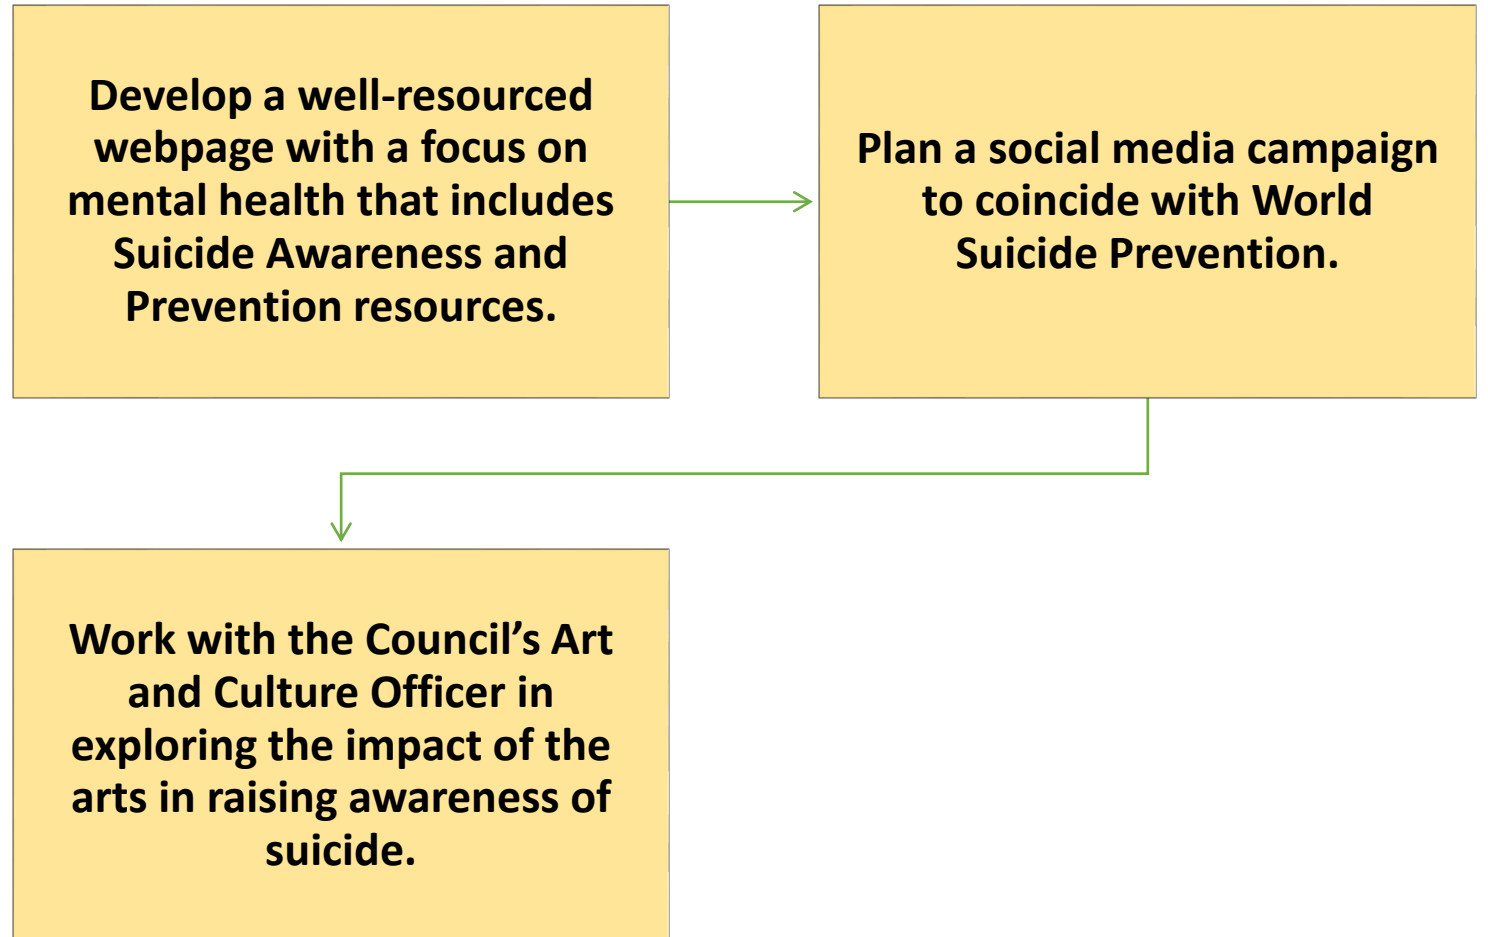 Develop a well-resourced
webpage with a focus on
mental health that includes
Suicide Awareness and
Prevention resources.
Plan a social media campaign
to coincide with World
Suicide Prevention.
Work with the Council’s Art
and Culture Officer in
exploring the impact of the
arts in raising awareness of
suicide.